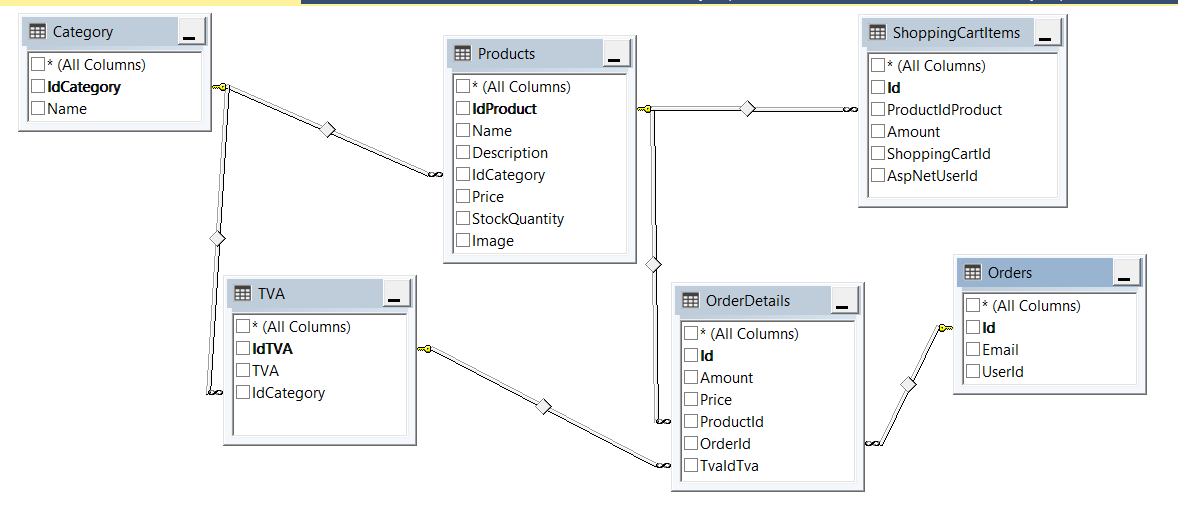 Category
* (All Columns)
IdCategory
Name
Products
* (All Columns)
IdProduct
Name
Description
IdCategory
Price
StockQuantity
Image
ShoppingCartItems
* (All Columns)
Id
ProductIdProduct
Amount
ShoppingCartId
AspNetUserId
TVA
* (All Columns)
IdTVA
TVA
IdCategory
OrderDetails
* (All Columns)
Id
Amount
Price
ProductId
OrderId
TvaIdTva
Orders
* (All Columns)
Id
Email
UserId